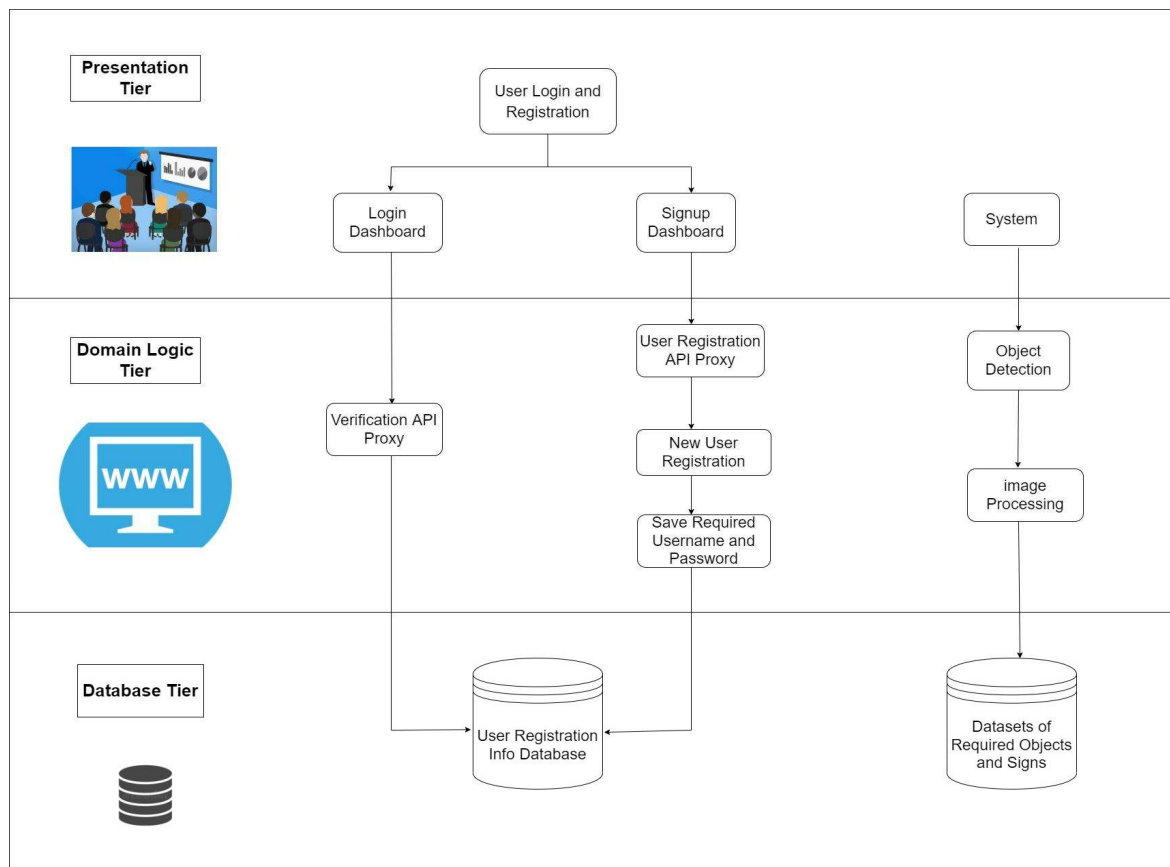 Presentation
Tier
User Login and
Registration
Login
Dashboard
Signup
Dashboard
System
Domain Logic
Tier
WWW
User Registration
API Proxy
Object
Detection
Verification API
Proxy
New User
Registration
image
Processing
Save Required
Username and
Password
Database Tier
User Registration
Info Database
Datasets of
Required Objects
and Signs